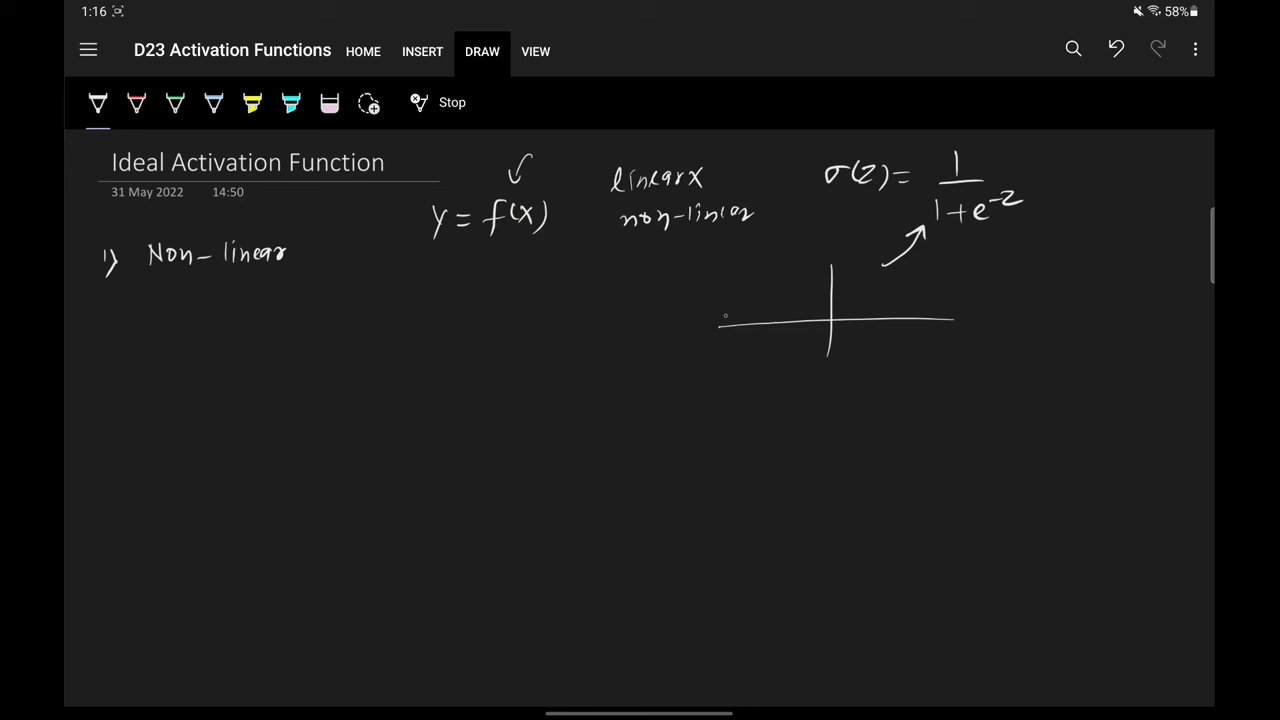 1:16 58%
D23 Activation Functions HOME INSERT DRAW VIEW
Stop
Ideal Activation Function
31 May 2022 14:50
y = f(x)
linear x
non-linear
σ(z) = 1 / 1+e^-z
1) Non-linear